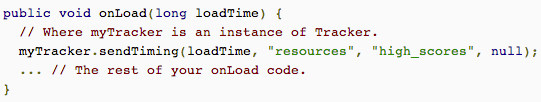 public void onLoad(long loadTime) {
  // Where myTracker is an instance of Tracker.
  myTracker.sendTiming(loadTime, "resources", "high_scores", null);
  ... // The rest of your onLoad code.
}